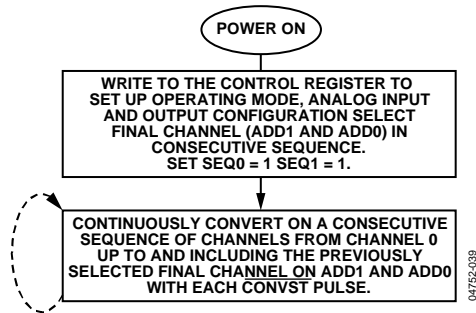 POWER ON
WRITE TO THE CONTROL REGISTER TO
SET UP OPERATING MODE, ANALOG INPUT
AND OUTPUT CONFIGURATION SELECT
FINAL CHANNEL (ADD1 AND ADD0) IN
CONSECUTIVE SEQUENCE.
SET SEQ0 = 1 SEQ1 = 1.
CONTINUOUSLY CONVERT ON A CONSECUTIVE
SEQUENCE OF CHANNELS FROM CHANNEL 0
UP TO AND INCLUDING THE PREVIOUSLY
SELECTED FINAL CHANNEL ON ADD1 AND ADD0
WITH EACH CONVST PULSE.
04752-039